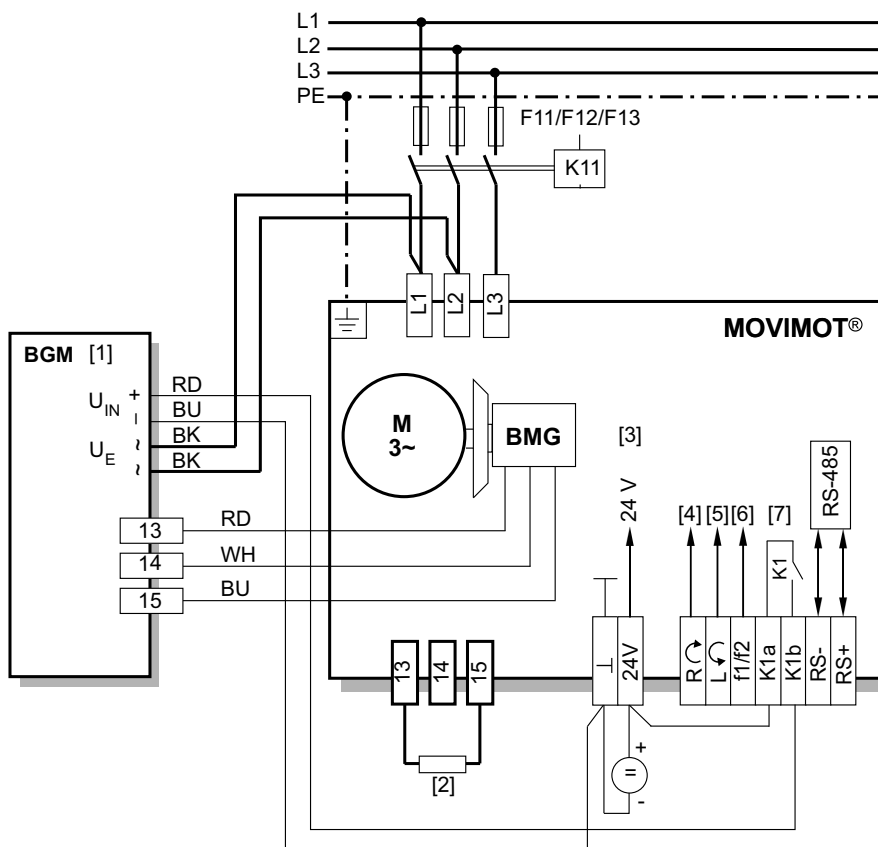 L1
L2
L3
PE
F11/F12/F13
K11
L1
L2
L3
MOVIMOT®
BGM [1]
UIN + RD
– BU
UE ~ BK
~ BK
M
3~
BMG
[3]
24 V
[4] [5] [6] [7]
RS-485
K1
13 RD
14 WH
15 BU
13
14
15
[2]
⊥
24V
R
L
f1/f2
K1a
K1b
RS-
RS+
+
=
-